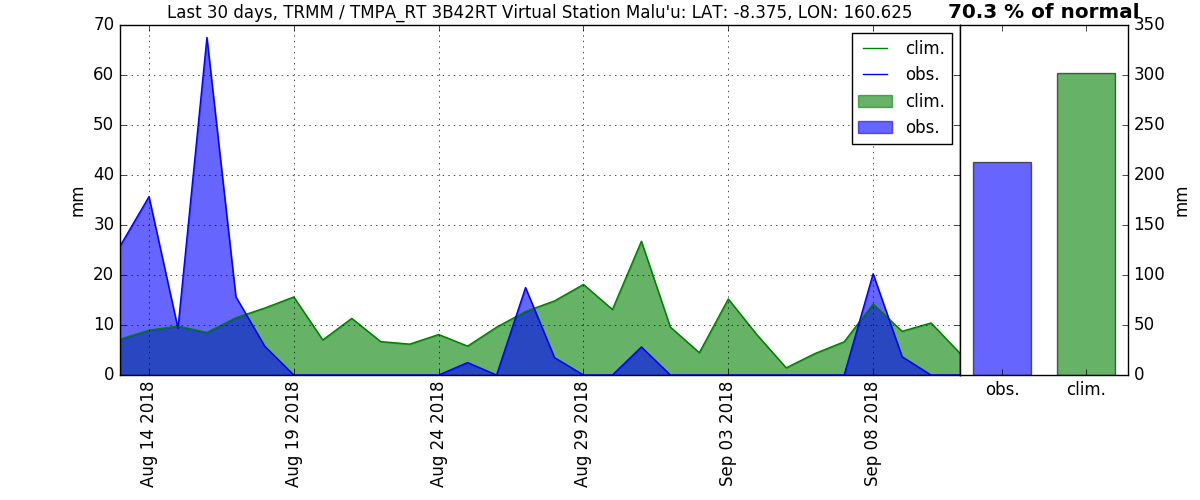 Last 30 days, TRMM / TMPA_RT 3B42RT Virtual Station Malu'u: LAT: -8.375, LON: 160.625
70.3 % of normal
70
60
50
40
30
20
10
0
mm
clim.
obs.
clim.
obs.
350
300
250
200
150
100
50
0
mm
Aug 14 2018
Aug 19 2018
Aug 24 2018
Aug 29 2018
Sep 03 2018
Sep 08 2018
obs.
clim.